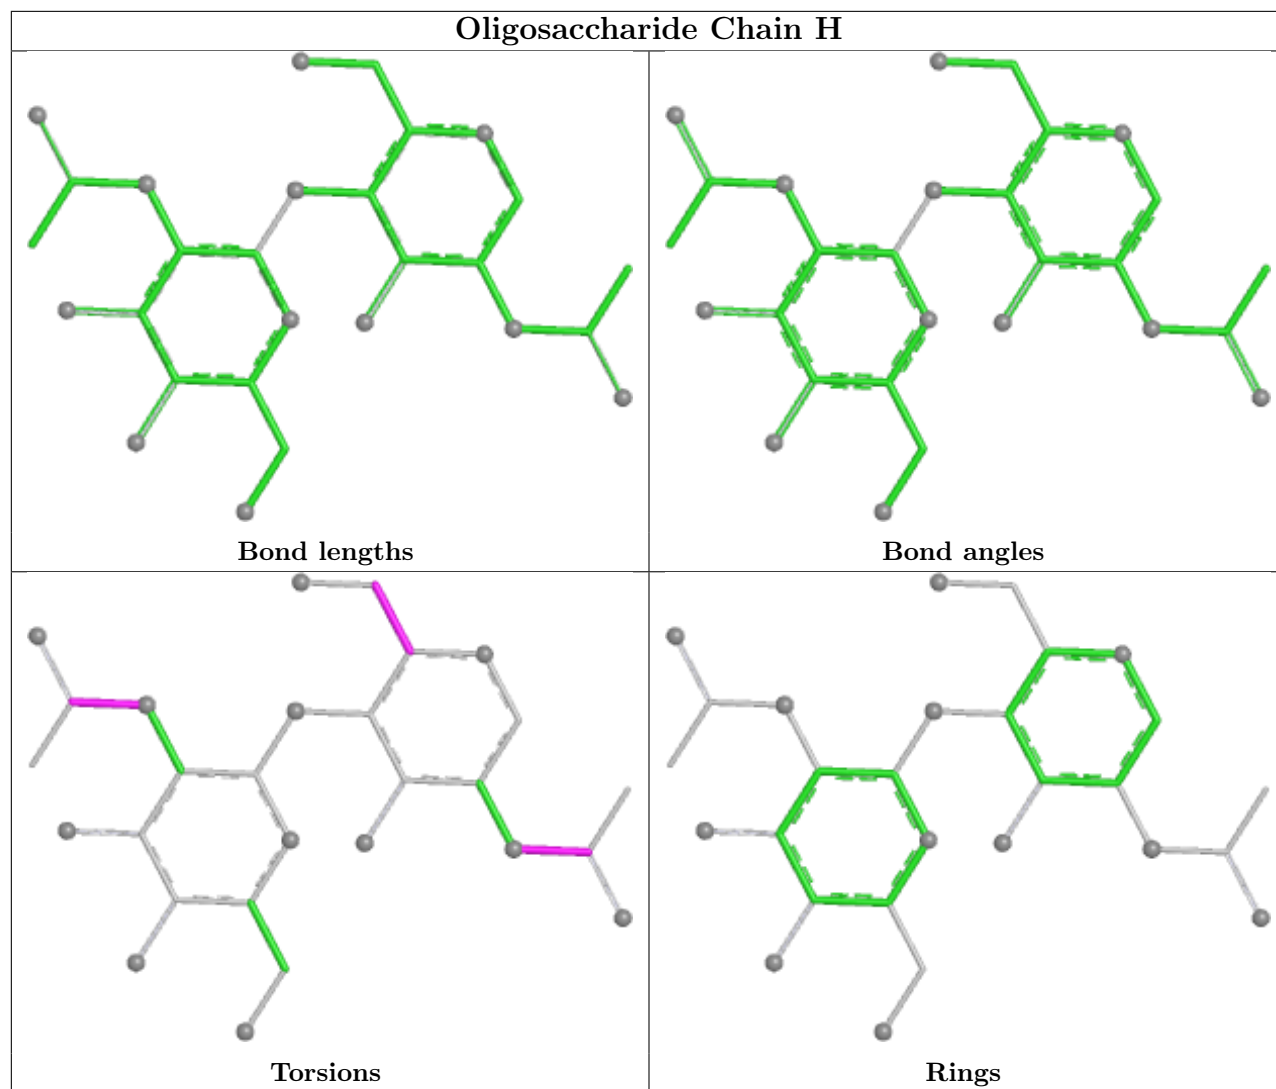 Oligosaccharide Chain H
Bond lengths
Bond angles
Torsions
Rings